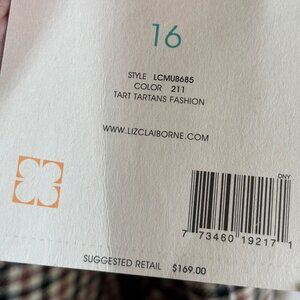 16
STYLE LCMUB685
COLOR 211
TART TARTANS FASHION
WWW.LIZCLAIBORNE.COM
DNY
7 73460 19217 1
SUGGESTED RETAIL $169.00